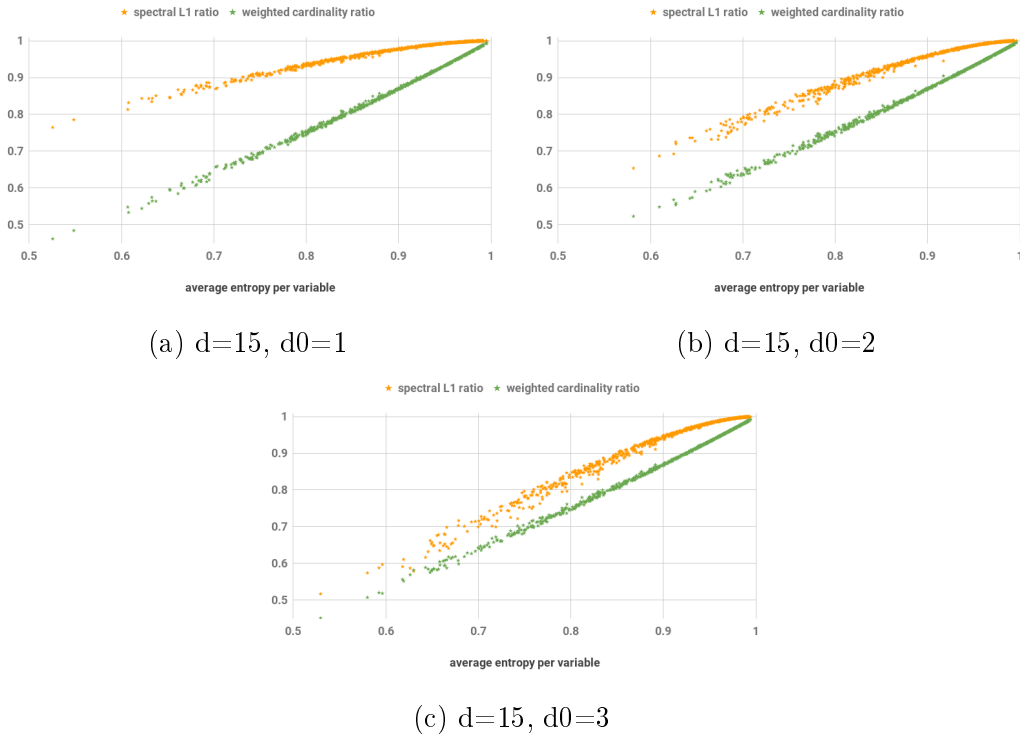 ★ spectral L1 ratio ★ weighted cardinality ratio
1
0.9
0.8
0.7
0.6
0.5
0.5 0.6 0.7 0.8 0.9 1
average entropy per variable
(a) d=15, d0=1
★ spectral L1 ratio ★ weighted cardinality ratio
1
0.9
0.8
0.7
0.6
0.5
0.5 0.6 0.7 0.8 0.9 1
average entropy per variable
(b) d=15, d0=2
★ spectral L1 ratio ★ weighted cardinality ratio
1
0.9
0.8
0.7
0.6
0.5
0.5 0.6 0.7 0.8 0.9 1
average entropy per variable
(c) d=15, d0=3